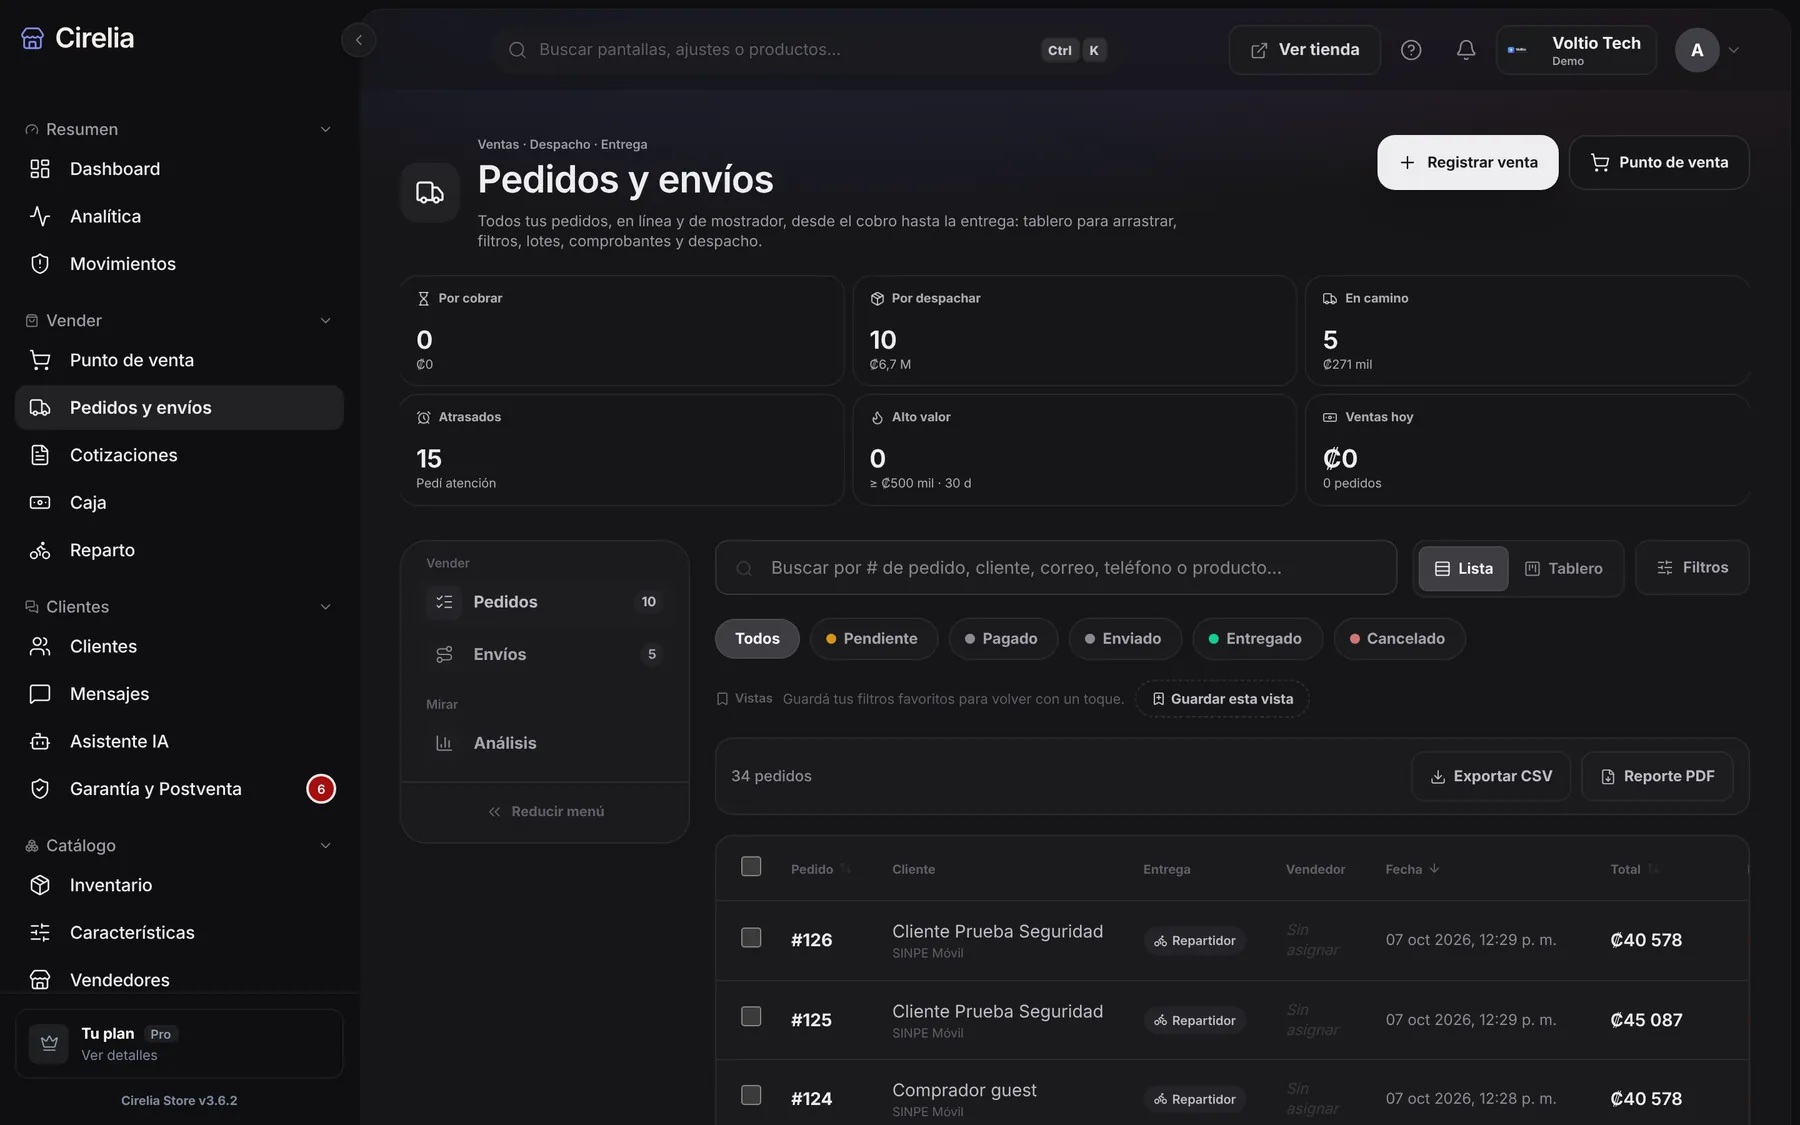 Cirelia
Buscar pantallas, ajustes o productos...
Ctrl K
Ver tienda
Voltio Tech
Demo
A
Resumen
Dashboard
Analítica
Movimientos
Vender
Punto de venta
Pedidos y envíos
Cotizaciones
Caja
Reparto
Clientes
Clientes
Mensajes
Asistente IA
Garantía y Postventa
6
Catálogo
Inventario
Características
Vendedores
Tu plan Pro
Ver detalles
Cirelia Store v3.6.2
Ventas · Despacho · Entrega
Pedidos y envíos
Todos tus pedidos, en línea y de mostrador, desde el cobro hasta la entrega: tablero para arrastrar,
filtros, lotes, comprobantes y despacho.
Registrar venta
Punto de venta
Por cobrar
0
₡0
Por despachar
10
₡6,7 M
En camino
5
₡271 mil
Atrasados
15
Pedí atención
Alto valor
0
≥ ₡500 mil · 30 d
Ventas hoy
₡0
0 pedidos
Vender
Pedidos 10
Envíos 5
Mirar
Análisis
Reducir menú
Buscar por # de pedido, cliente, correo, teléfono o producto...
Lista
Tablero
Filtros
Todos
Pendiente
Pagado
Enviado
Entregado
Cancelado
Vistas Guardá tus filtros favoritos para volver con un toque.
Guardar esta vista
34 pedidos
Exportar CSV
Reporte PDF
Pedido Cliente Entrega Vendedor Fecha Total
#126 Cliente Prueba Seguridad Repartidor Sin asignar 07 oct 2026, 12:29 p. m. ₡40 578
SINPE Móvil
#125 Cliente Prueba Seguridad Repartidor Sin asignar 07 oct 2026, 12:29 p. m. ₡45 087
SINPE Móvil
#124 Comprador guest Repartidor Sin asignar 07 oct 2026, 12:28 p. m. ₡40 578
SINPE Móvil